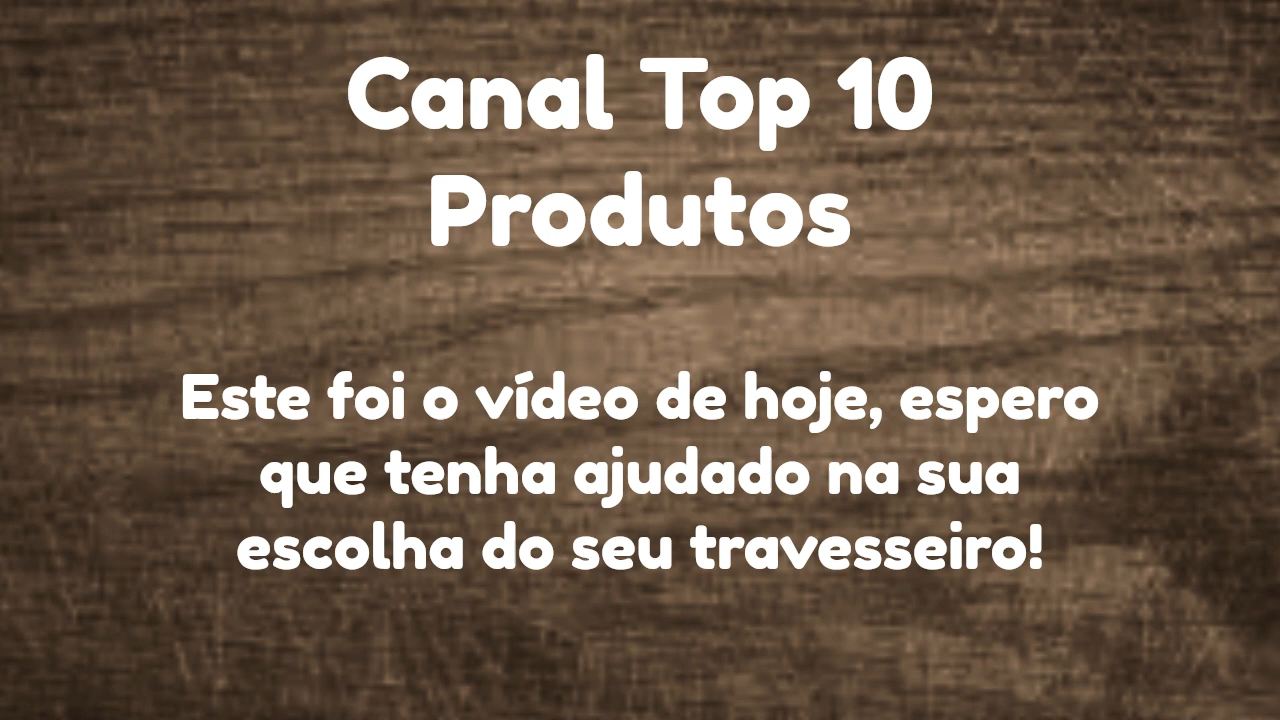 Canal Top 10
Produtos
Este foi o vídeo de hoje, espero
que tenha ajudado na sua
escolha do seu travesseiro!